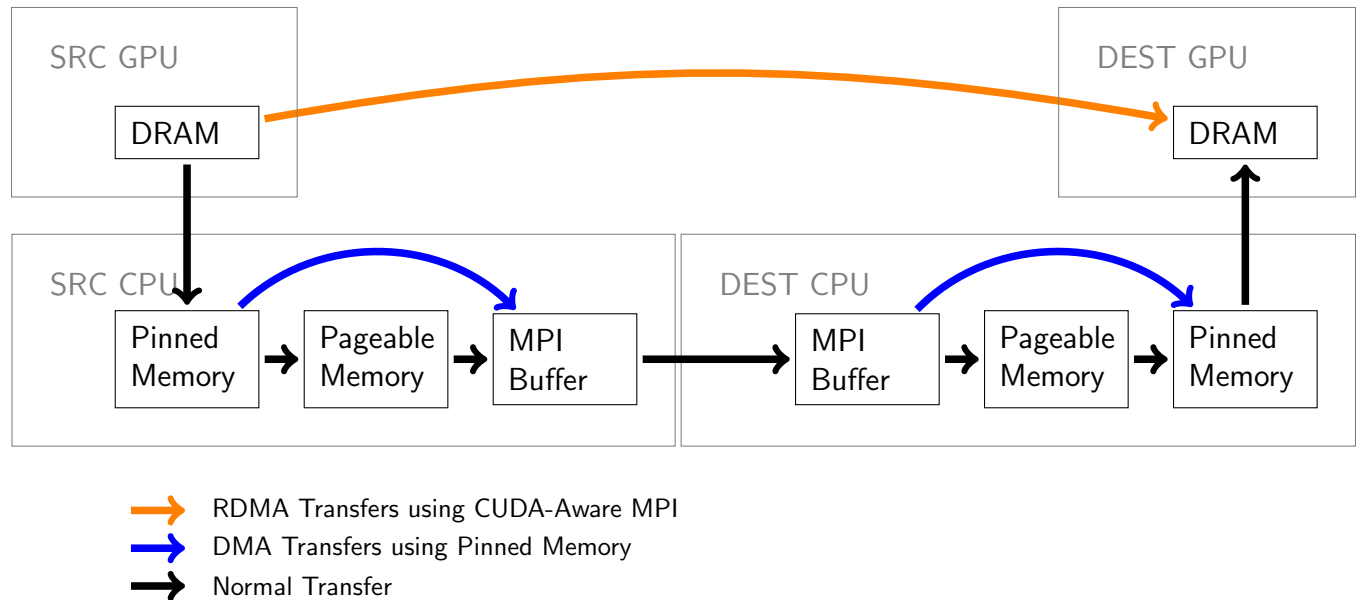 SRC GPU
DEST GPU
DRAM
DRAM
SRC CPU
DEST CPU
Pinned
Memory
Pageable
Memory
MPI
Buffer
MPI
Buffer
Pageable
Memory
Pinned
Memory
RDMA Transfers using CUDA-Aware MPI
DMA Transfers using Pinned Memory
Normal Transfer